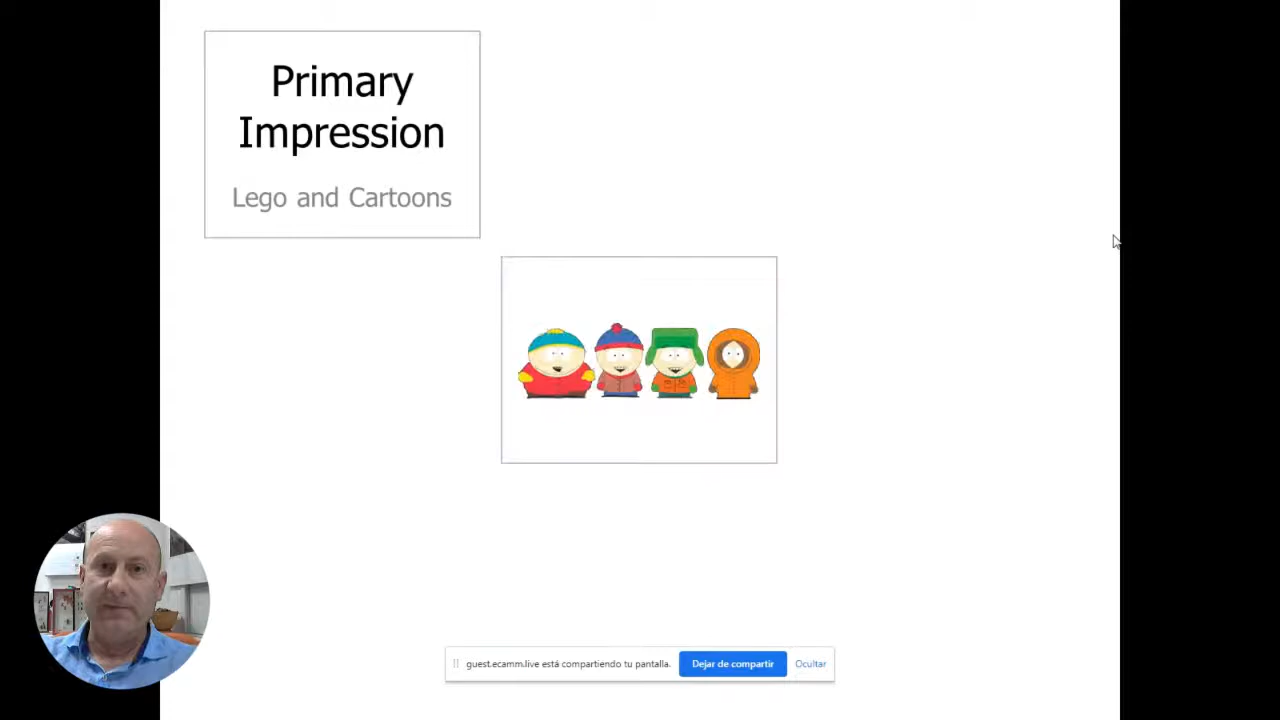 Primary
Impression
Lego and Cartoons
guest.ecamm.live está compartiendo tu pantalla.
Dejar de compartir
Ocultar